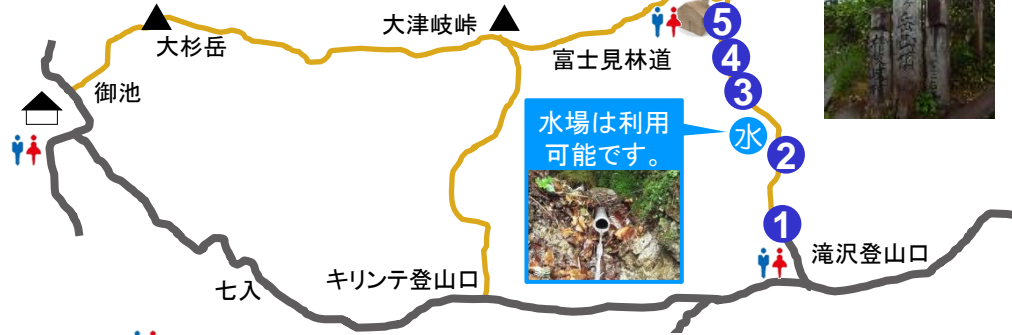 大津岐峠
大杉岳
富士見林道
御池
5
4
3
水場は利用
可能です。
水
2
1
滝沢登山口
キリンテ登山口
七入